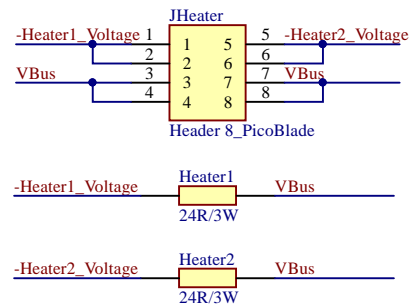 JHeater
-Heater1_Voltage 1 1 5 5 -Heater2_Voltage
2 2 6 6
VBus 3 3 7 7 VBus
4 4 8 8
Header 8_PicoBlade
Heater1
-Heater1_Voltage VBus
24R/3W
Heater2
-Heater2_Voltage VBus
24R/3W